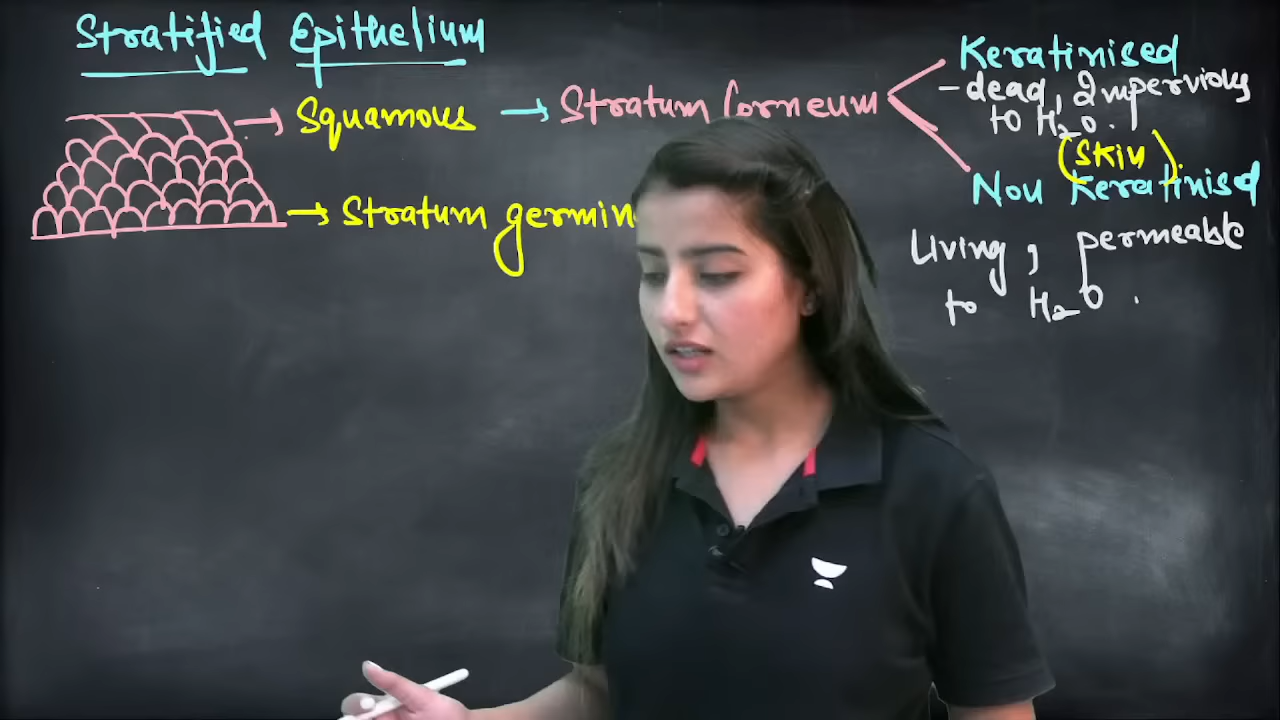 Stratified Epithelium
→ Squamous → Stratum Corneum
Keratinised
- dead, Impervious
to H₂O.
(Skin).
Non Keratinised
Living, permeable
to H₂O.
→ Stratum germin